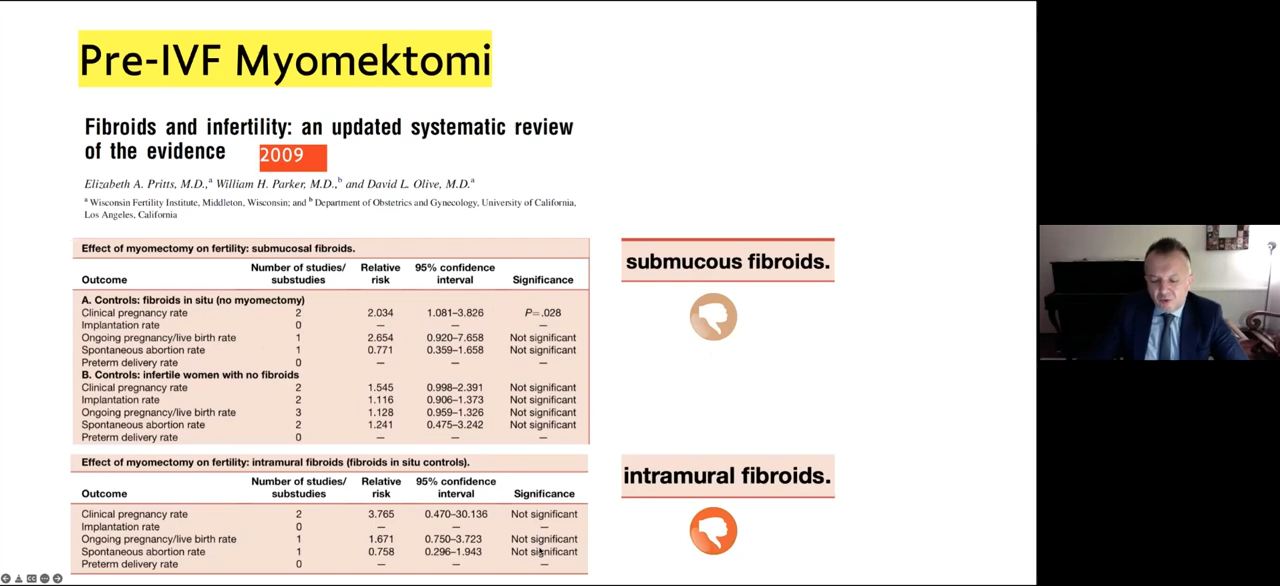 Pre-IVF Myomektomi
Fibroids and infertility: an updated systematic review
of the evidence
2009
Elizabeth A. Pritts, M.D.,a William H. Parker, M.D.,b and David L. Olive, M.D.a
a Wisconsin Fertility Institute, Middleton, Wisconsin; and b Department of Obstetrics and Gynecology, University of California,
Los Angeles, California
Effect of myomectomy on fertility: submucosal fibroids.
Number of studies/ Relative 95% confidence
Outcome substudies risk interval Significance
A. Controls: fibroids in situ (no myomectomy)
Clinical pregnancy rate 2 2.034 1.081–3.826 P=.028
Implantation rate 0 — — —
Ongoing pregnancy/live birth rate 1 2.654 0.920–7.658 Not significant
Spontaneous abortion rate 1 0.771 0.359–1.658 Not significant
Preterm delivery rate 0 — — —
B. Controls: infertile women with no fibroids
Clinical pregnancy rate 2 1.545 0.998–2.391 Not significant
Implantation rate 2 1.116 0.906–1.373 Not significant
Ongoing pregnancy/live birth rate 3 1.128 0.959–1.326 Not significant
Spontaneous abortion rate 2 1.241 0.475–3.242 Not significant
Preterm delivery rate 0 — — —
submucous fibroids.
Effect of myomectomy on fertility: intramural fibroids (fibroids in situ controls).
Number of studies/ Relative 95% confidence
Outcome substudies risk interval Significance
Clinical pregnancy rate 2 3.765 0.470–30.136 Not significant
Implantation rate 0 — — —
Ongoing pregnancy/live birth rate 1 1.671 0.750–3.723 Not significant
Spontaneous abortion rate 1 0.758 0.296–1.943 Not significant
Preterm delivery rate 0 — — —
intramural fibroids.